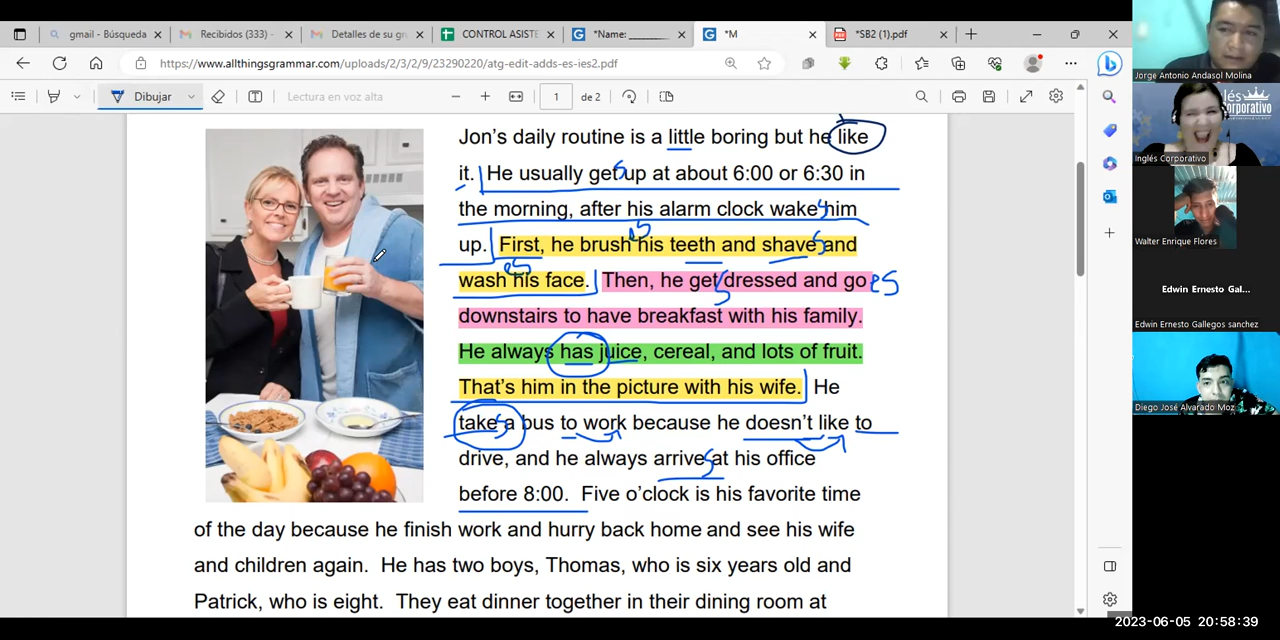 gmail - Búsqueda
Recibidos (333) -
Detalles de su gr
CONTROL ASISTE
*Name: ________
*M
*SB2 (1).pdf
https://www.allthingsgrammar.com/uploads/2/3/2/9/23290220/atg-edit-adds-es-ies2.pdf
Dibujar
Lectura en voz alta
1 de 2
Jon's daily routine is a little boring but he like
it. He usually get s up at about 6:00 or 6:30 in
the morning, after his alarm clock wake s him
up. First, he brush es his teeth and shave s and
wash es his face. Then, he get s dressed and go es
downstairs to have breakfast with his family.
He always has juice, cereal, and lots of fruit.
That's him in the picture with his wife. He
take s a bus to work because he doesn't like to
drive, and he always arrive s at his office
before 8:00. Five o'clock is his favorite time
of the day because he finish work and hurry back home and see his wife
and children again. He has two boys, Thomas, who is six years old and
Patrick, who is eight. They eat dinner together in their dining room at
Jorge Antonio Andasol Molina
lés
corporativo
Inglés Corporativo
Walter Enrique Flores
Edwin Ernesto Gal...
Edwin Ernesto Gallegos sanchez
Diego José Alvarado Moz
2023-06-05 20:58:39